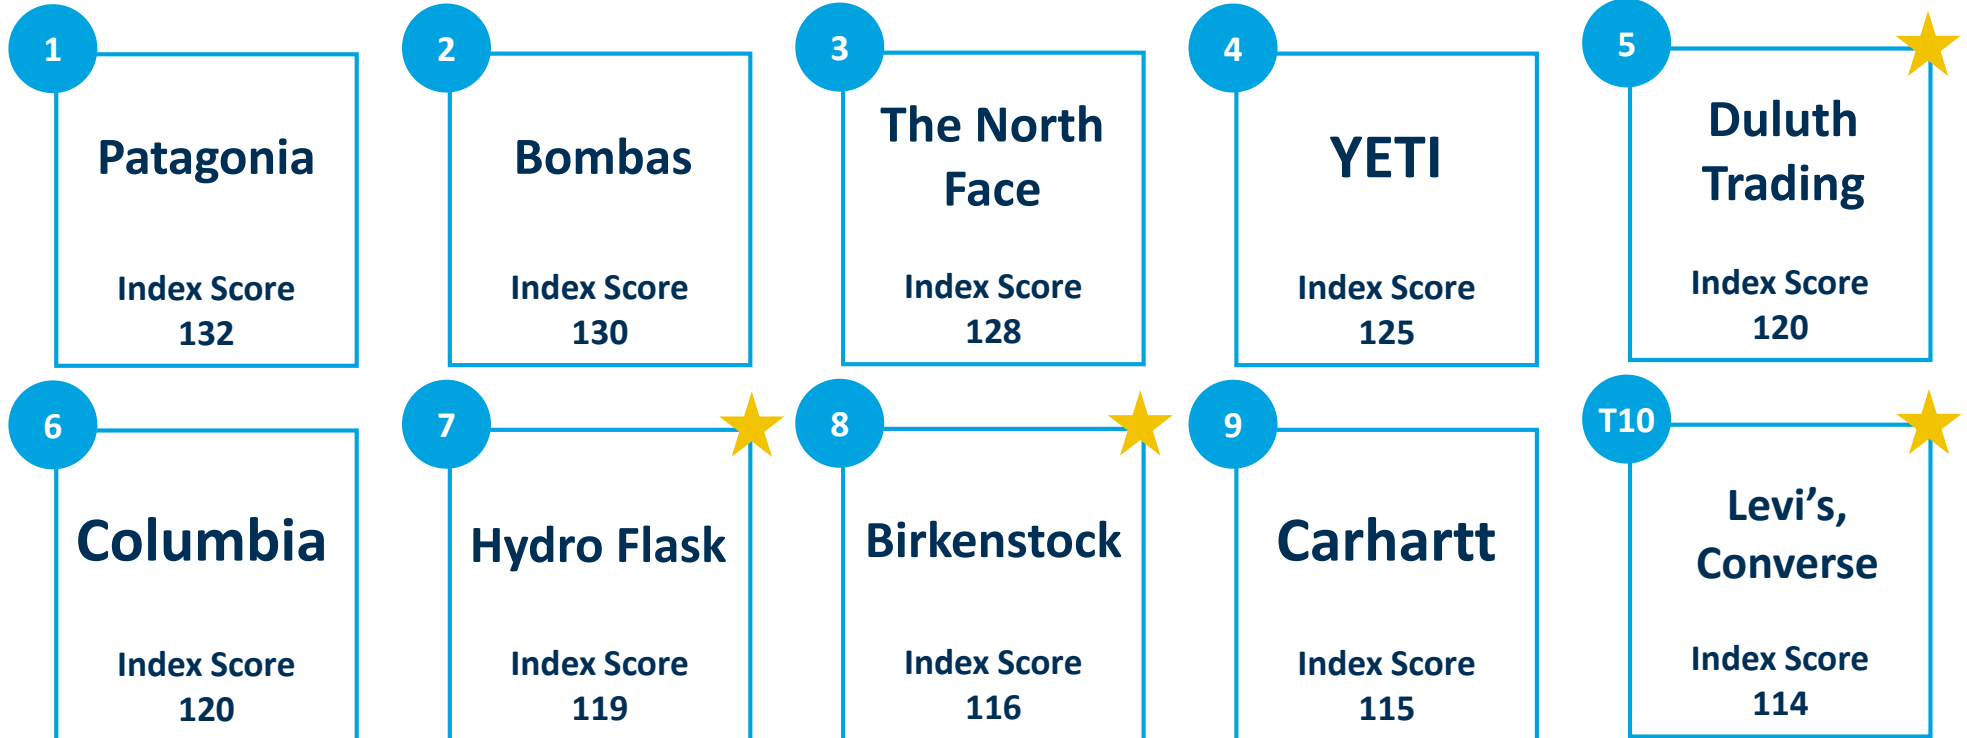 1
Patagonia
Index Score
132
2
Bombas
Index Score
130
3
The North
Face
Index Score
128
4
YETI
Index Score
125
5
Duluth
Trading
Index Score
120
6
Columbia
Index Score
120
7
Hydro Flask
Index Score
119
8
Birkenstock
Index Score
116
9
Carhartt
Index Score
115
T10
Levi’s,
Converse
Index Score
114